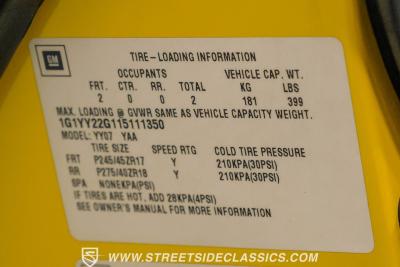 GM
TIRE-LOADING INFORMATION
OCCUPANTS VEHICLE CAP. WT.
FRT. CTR. RR. TOTAL KG LBS
2 0 0 2 181 399
MAX. LOADING @ GVWR SAME AS VEHICLE CAPACITY WEIGHT.
1G1YY22G115111350
MODEL: YY07 YAA
TIRE SIZE SPEED RTG COLD TIRE PRESSURE
FRT P245/45ZR17 Y 210KPA(30PSI)
RR P275/40ZR18 Y 210KPA(30PSI)
SPA NONEKPA(PSI)
IF TIRES ARE HOT, ADD 28KPA(4PSI)
SEE OWNER'S MANUAL FOR MORE INFORMATION
WWW.STREETSIDECLASSICS.COM